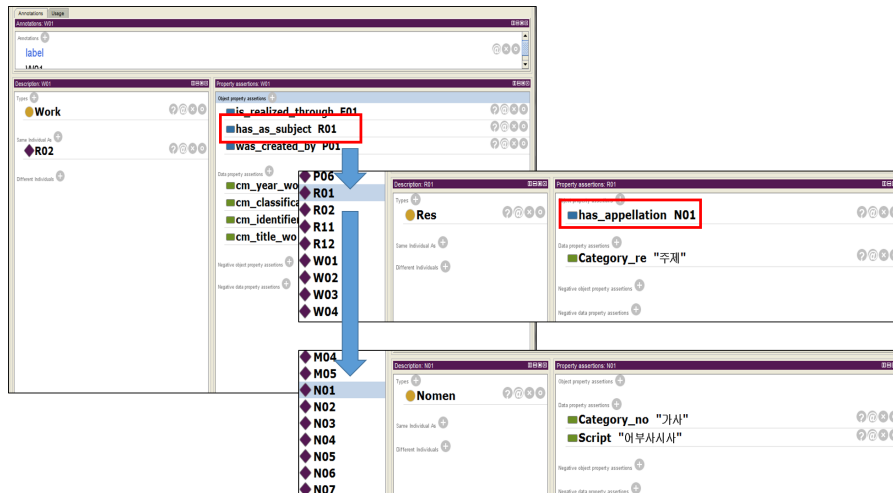 Annotations Usage
Annotations: W01
Annotations
label
W01
Description: W01
Types
Work
Same Individual As
R02
Different Individuals
Property assertions: W01
Object property assertions
is_realized_through E01
has_as_subject R01
was_created_by P01
Data property assertions
cm_year_wo
cm_classifica
cm_identifier
cm_title_wo
Negative object property assertions
Negative data property assertions
P06
R01
R02
R11
R12
W01
W02
W03
W04
Description: R01
Types
Res
Same Individual As
Different Individuals
Property assertions: R01
has_appellation N01
Data property assertions
Category_re "주제"
Negative object property assertions
Negative data property assertions
M04
M05
N01
N02
N03
N04
N05
N06
N07
Description: N01
Types
Nomen
Same Individual As
Different Individuals
Property assertions: N01
Object property assertions
Data property assertions
Category_no "가사"
Script "어부사시사"
Negative object property assertions
Negative data property assertions